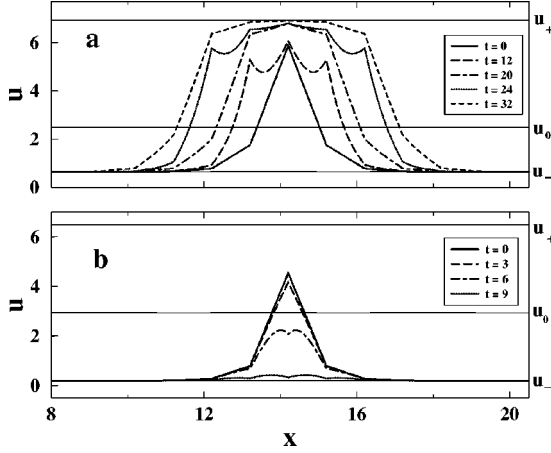 a
u
6
4
2
0
t = 0
t = 12
t = 20
t = 24
t = 32
u+
u0
u−
b
u
6
4
2
0
t = 0
t = 3
t = 6
t = 9
u+
u0
u−
8
12
16
20
x